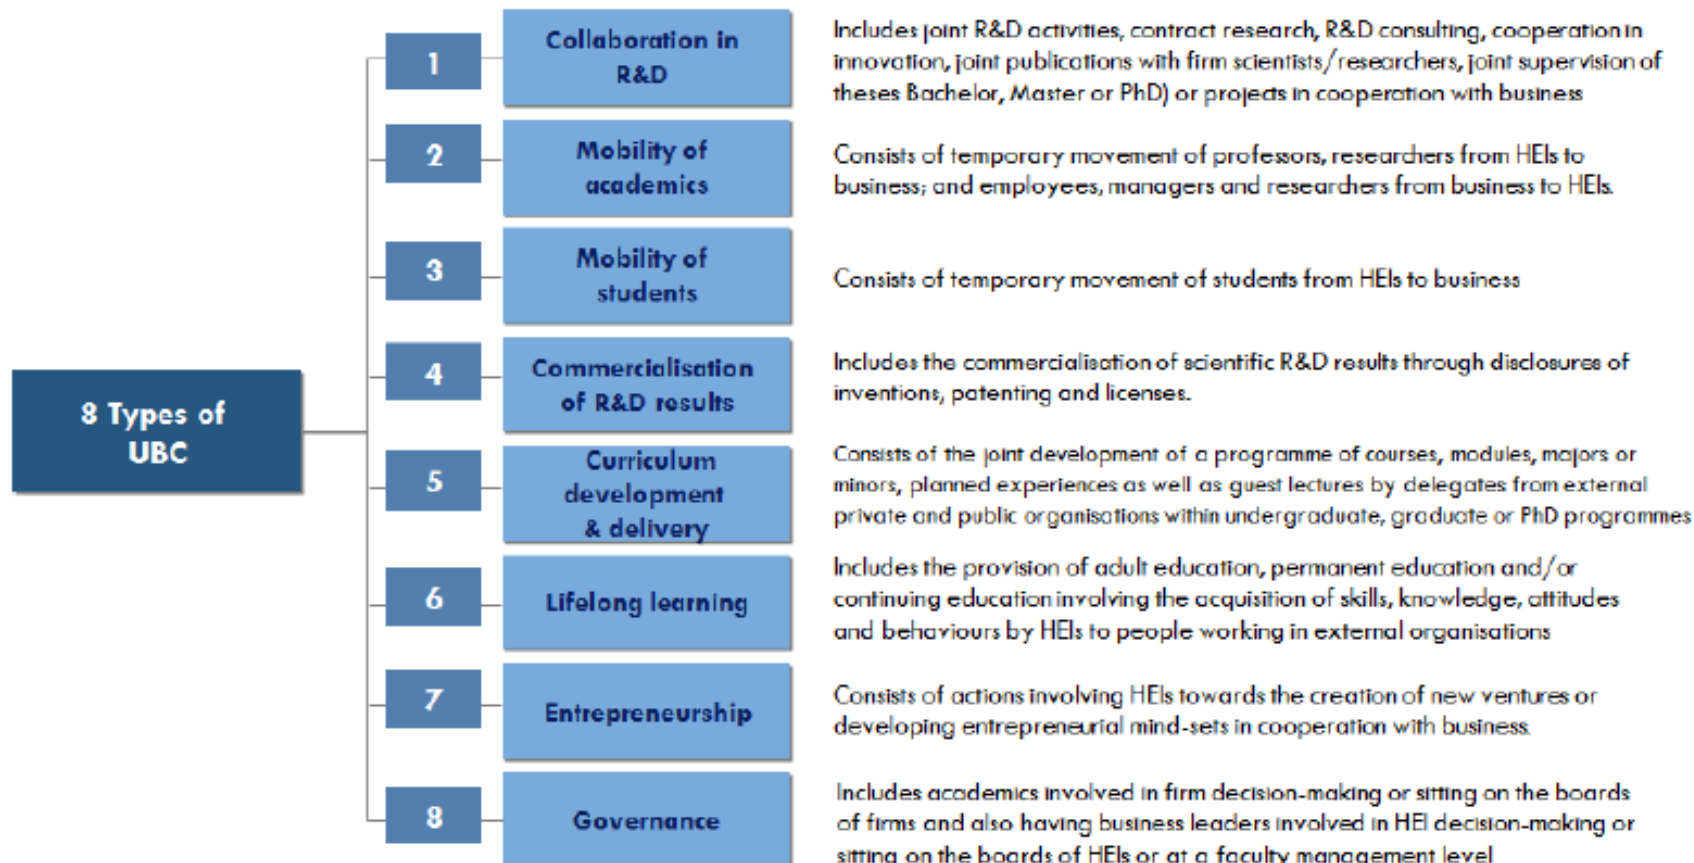 8 Types of
UBC
1
Collaboration in
R&D
Includes joint R&D activities, contract research, R&D consulting, cooperation in
innovation, joint publications with firm scientists/researchers, joint supervision of
theses Bachelor, Master or PhD) or projects in cooperation with business
2
Mobility of
academics
Consists of temporary movement of professors, researchers from HEIs to
business; and employees, managers and researchers from business to HEIs.
3
Mobility of
students
Consists of temporary movement of students from HEIs to business
4
Commercialisation
of R&D results
Includes the commercialisation of scientific R&D results through disclosures of
inventions, patenting and licenses.
5
Curriculum
development
& delivery
Consists of the joint development of a programme of courses, modules, majors or
minors, planned experiences as well as guest lectures by delegates from external
private and public organisations within undergraduate, graduate or PhD programmes
6
Lifelong learning
Includes the provision of adult education, permanent education and/or
continuing education involving the acquisition of skills, knowledge, attitudes
and behaviours by HEIs to people working in external organisations
7
Entrepreneurship
Consists of actions involving HEIs towards the creation of new ventures or
developing entrepreneurial mind-sets in cooperation with business.
8
Governance
Includes academics involved in firm decision-making or sitting on the boards
of firms and also having business leaders involved in HEI decision-making or
sitting on the boards of HEIs or at a faculty management level